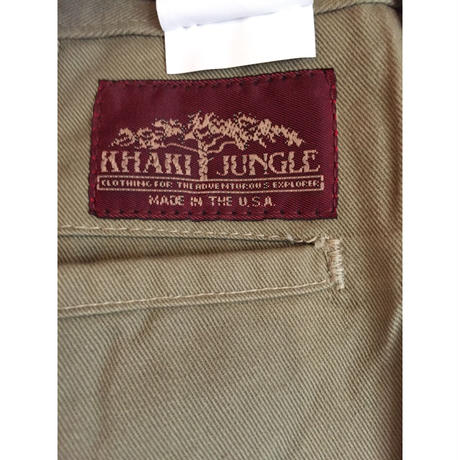 KHAKI JUNGLE
CLOTHING FOR THE ADVENTUROUS EXPLORER
MADE IN THE U.S.A.